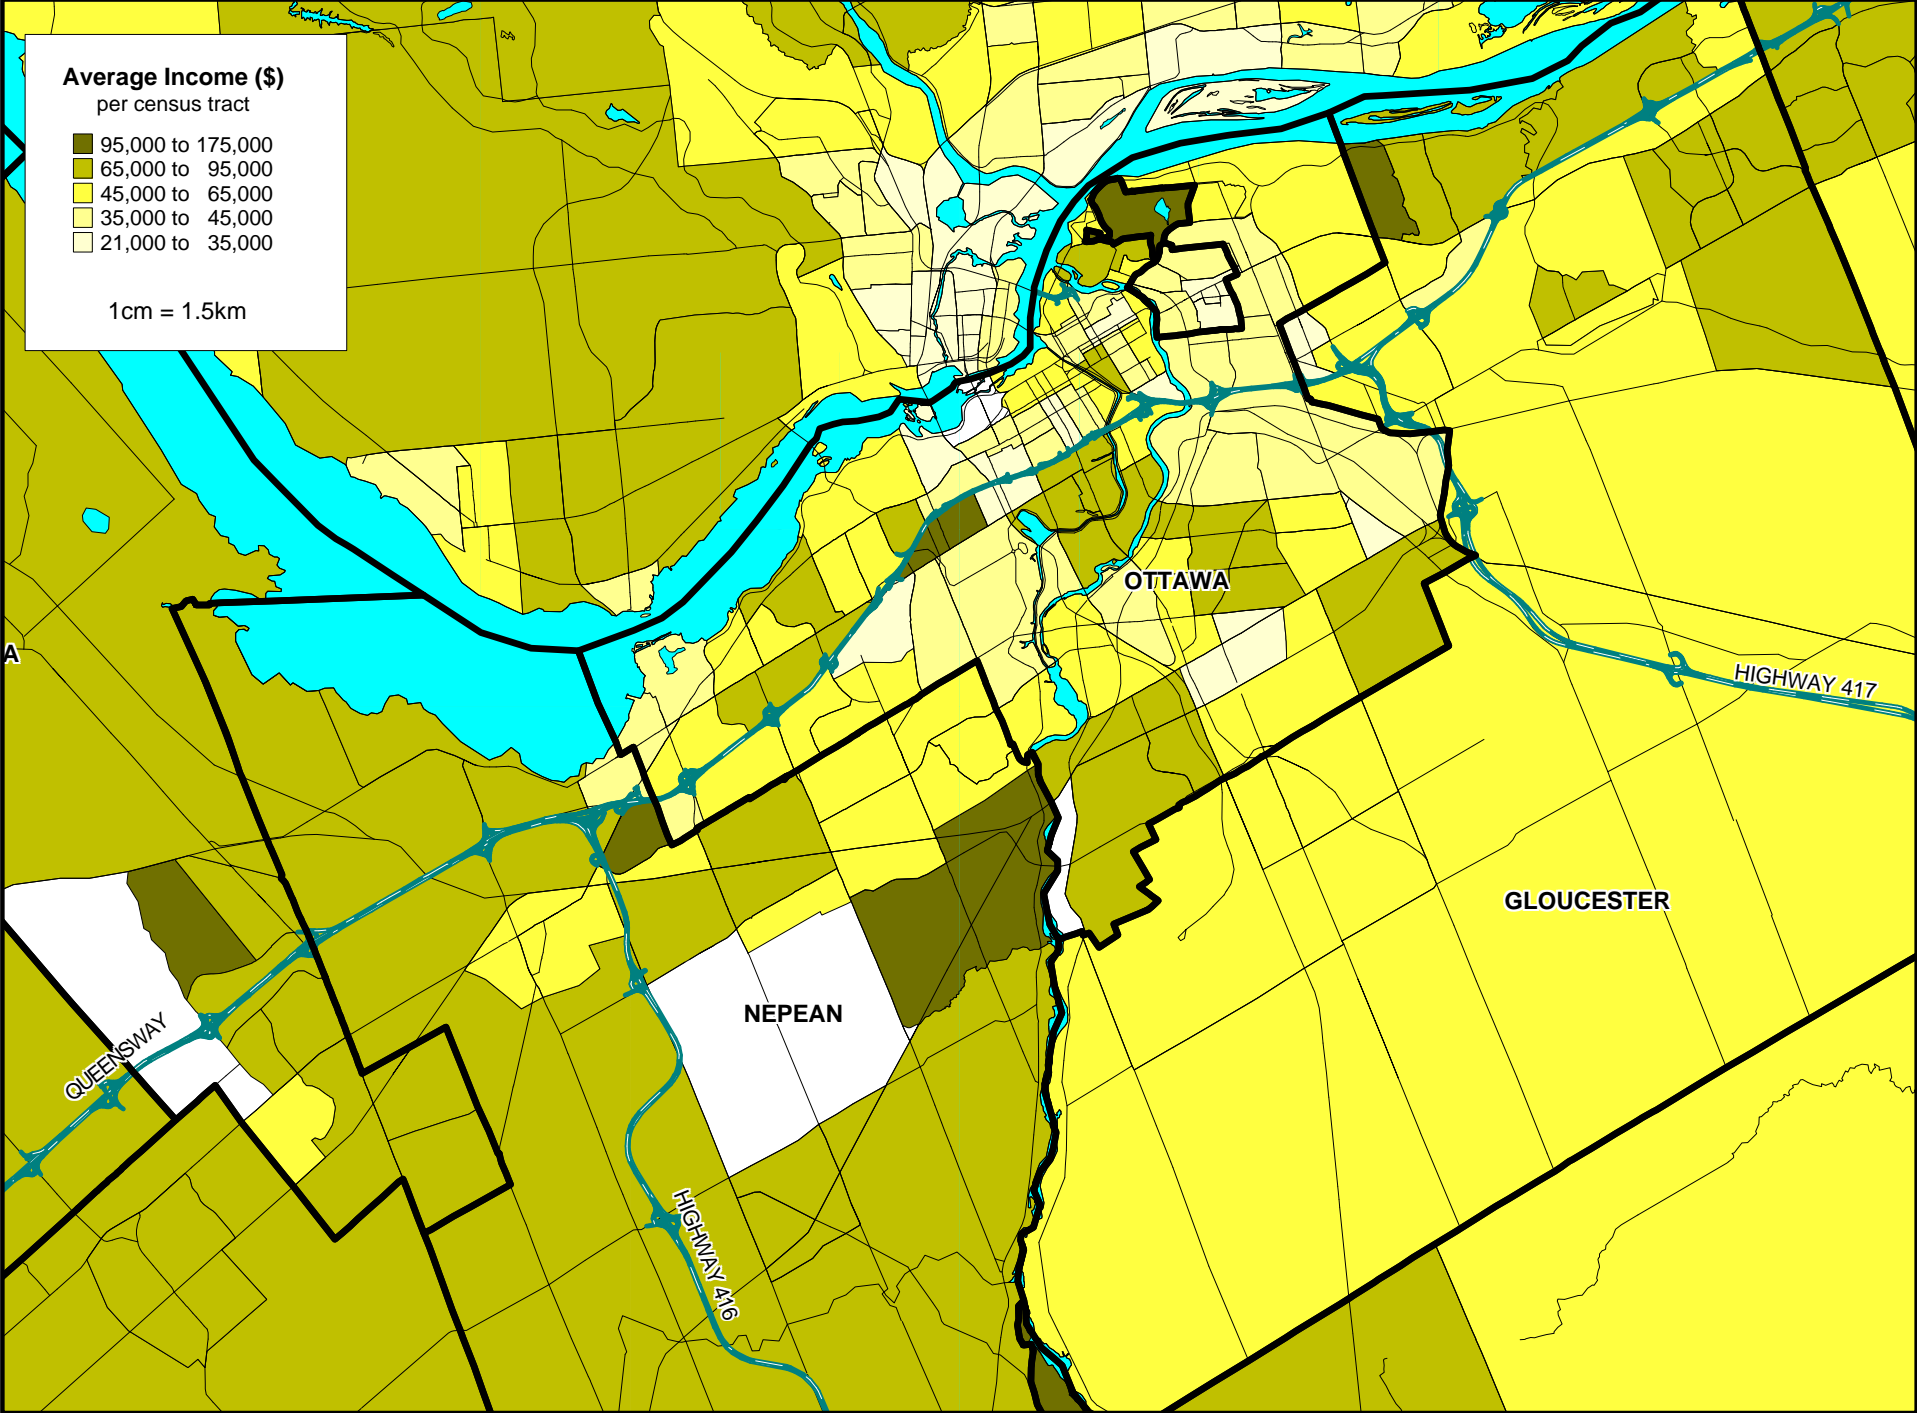 Average Income ($)
per census tract
95,000 to 175,000
65,000 to 95,000
45,000 to 65,000
35,000 to 45,000
21,000 to 35,000
1cm = 1.5km
OTTAWA
A
HIGHWAY 417
GLOUCESTER
NEPEAN
QUEENSWAY
HIGHWAY 416